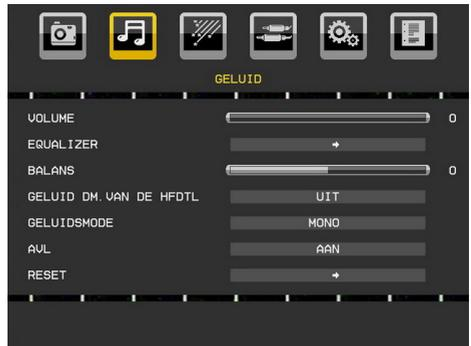 GELUID
VOLUME 0
EQUALIZER
BALANS 0
GELUID DM.VAN DE HFDTL UIT
GELUIDSMODE MONO
AVL AAN
RESET